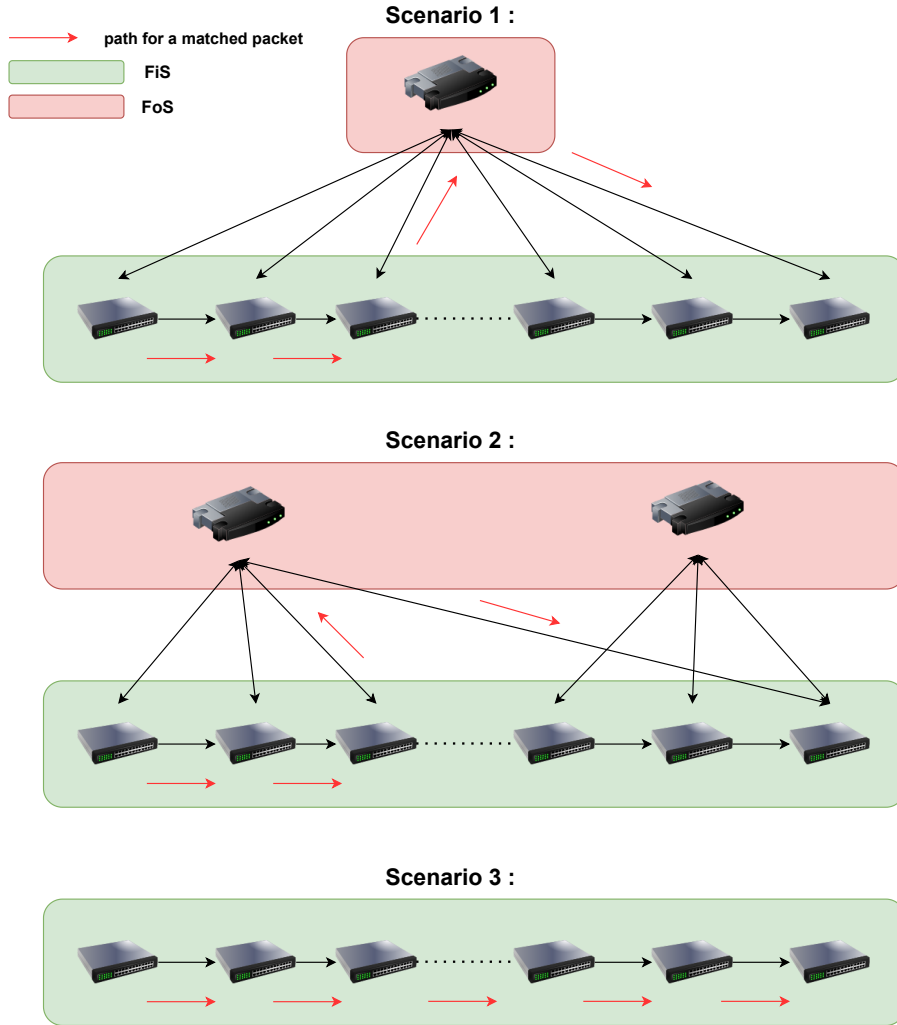 Scenario 1 :
path for a matched packet
FiS
FoS
Scenario 2 :
Scenario 3 :